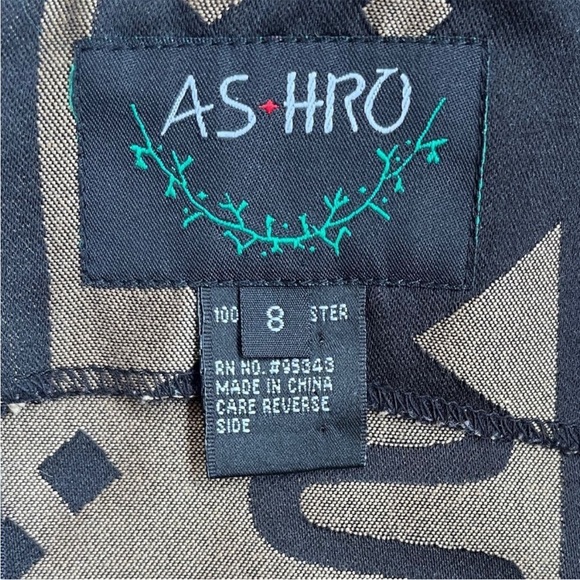 AS HRO
100 8 STER
RN NO. #95343
MADE IN CHINA
CARE REVERSE
SIDE